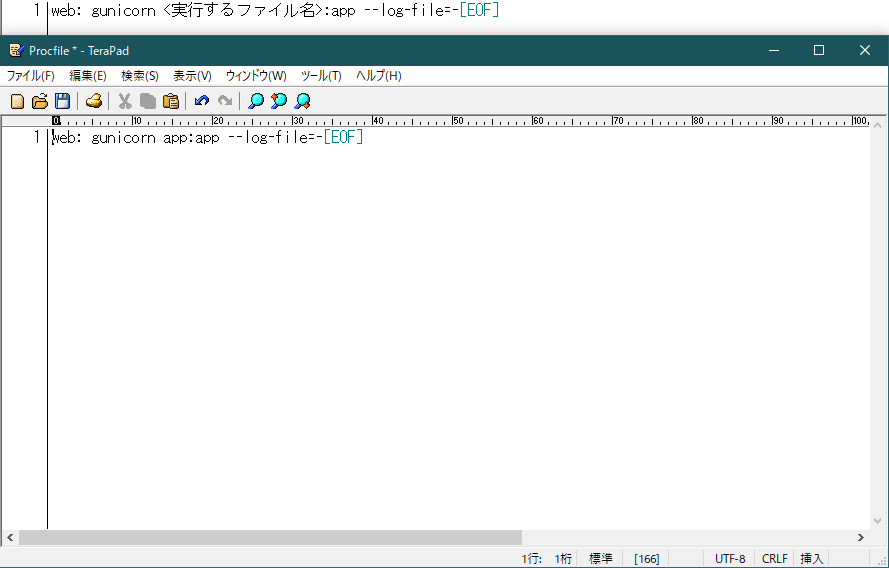 1 web: gunicorn <実行するファイル名>:app --log-file=-[EOF]
Procfile * - TeraPad
ファイル(F) 編集(E) 検索(S) 表示(V) ウィンドウ(W) ツール(T) ヘルプ(H)
0 10 20 30 40 50 60 70 80 90 100
1 web: gunicorn app:app --log-file=-[EOF]
1行: 1桁 標準 [166] UTF-8 CRLF 挿入